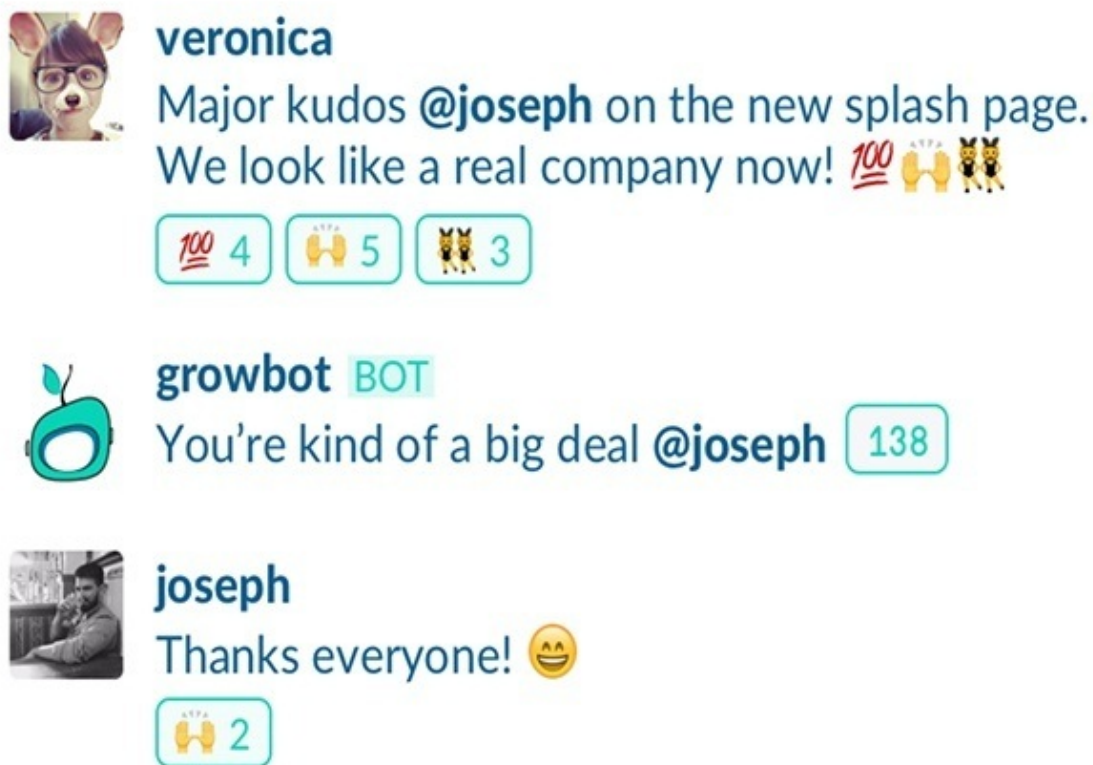 veronica
Major kudos @joseph on the new splash page.
We look like a real company now! 💯🙌👯
💯 4 🙌 5 👯 3
growbot BOT
You’re kind of a big deal @joseph 138
joseph
Thanks everyone! 😄
🙌 2